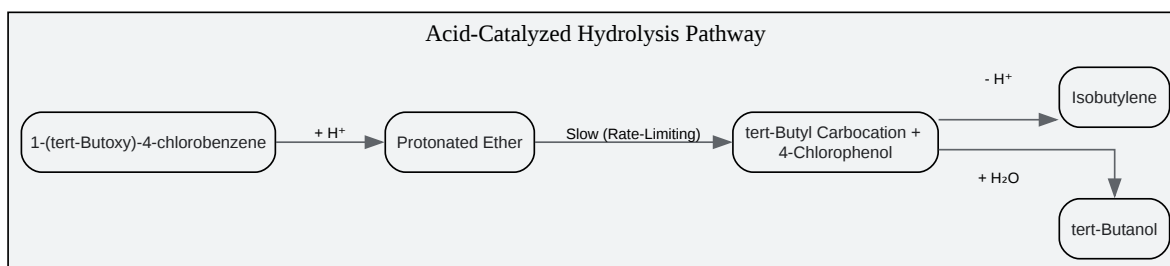 Acid-Catalyzed Hydrolysis Pathway
1-(tert-Butoxy)-4-chlorobenzene
+ H⁺
Protonated Ether
Slow (Rate-Limiting)
tert-Butyl Carbocation +
4-Chlorophenol
- H⁺
Isobutylene
+ H₂O
tert-Butanol